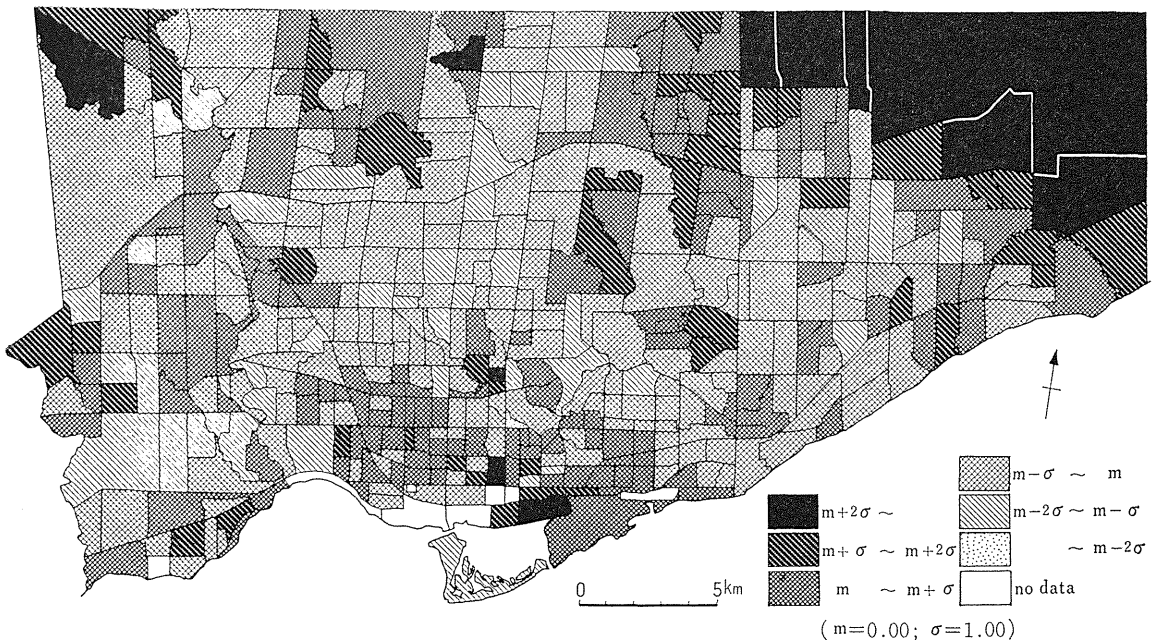 m+2σ ~
m+ σ ~ m+2σ
m ~ m+ σ
m−σ ~ m
m−2σ ~ m−σ
~ m−2σ
no data
0 5km
(m=0.00; σ=1.00)